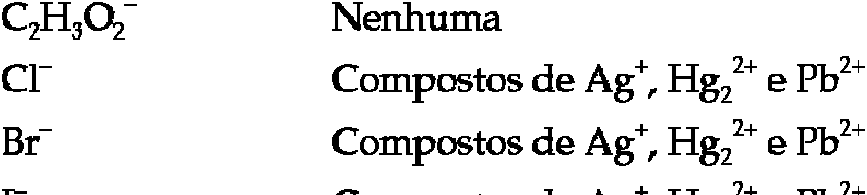 C₂H₃O₂⁻ Nenhuma
Cl⁻ Compostos de Ag⁺, Hg₂²⁺ e Pb²⁺
Br⁻ Compostos de Ag⁺, Hg₂²⁺ e Pb²⁺